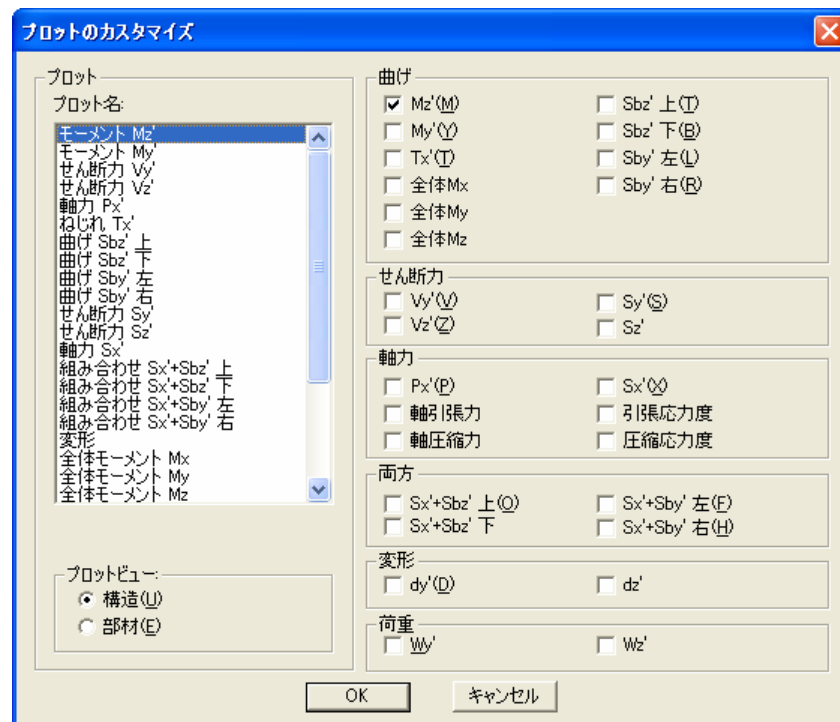 プロットのカスタマイズ
プロット
プロット名:
モーメント Mz'
モーメント My'
せん断力 Vy'
せん断力 Vz'
軸力 Px'
ねじれ Tx'
曲げ Sbz' 上
曲げ Sbz' 下
曲げ Sby' 左
曲げ Sby' 右
せん断力 Sy'
せん断力 Sz'
軸力 Sx'
組み合わせ Sx'+Sbz' 上
組み合わせ Sx'+Sbz' 下
組み合わせ Sx'+Sby' 左
組み合わせ Sx'+Sby' 右
変形
全体モーメント Mx
全体モーメント My
全体モーメント Mz
プロットビュー:
構造(U)
部材(E)
曲げ
Mz'(M)
Sbz' 上(T)
My'(Y)
Sbz' 下(B)
Tx'(T)
Sby' 左(L)
全体Mx
Sby' 右(R)
全体My
全体Mz
せん断力
Vy'(V)
Sy'(S)
Vz'(Z)
Sz'
軸力
Px'(P)
Sx'(X)
軸引張力
引張応力度
軸圧縮力
圧縮応力度
両方
Sx'+Sbz' 上(O)
Sx'+Sby' 左(F)
Sx'+Sbz' 下
Sx'+Sby' 右(H)
変形
dy'(D)
dz'
荷重
Wy'
Wz'
OK
キャンセル